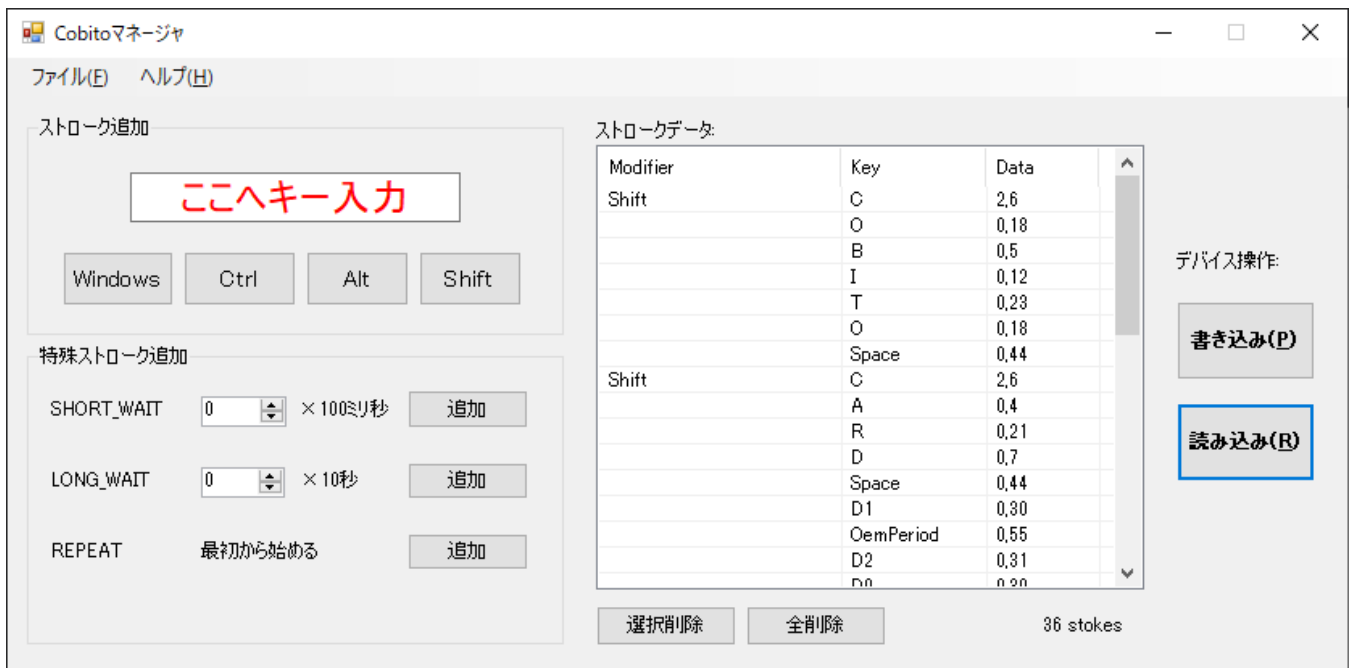 Cobitoマネージャ
ファイル(F) ヘルプ(H)
ストローク追加
ここへキー入力
Windows Ctrl Alt Shift
特殊ストローク追加
SHORT_WAIT 0 ×100ミリ秒 追加
LONG_WAIT 0 ×10秒 追加
REPEAT 最初から始める 追加
ストロークデータ:
Modifier Key Data
Shift C 2,6
O 0,18
B 0,5
I 0,12
T 0,23
O 0,18
Space 0,44
Shift C 2,6
A 0,4
R 0,21
D 0,7
Space 0,44
D1 0,30
OemPeriod 0,55
D2 0,31
選択削除 全削除 36 stokes
デバイス操作:
書き込み(P)
読み込み(R)